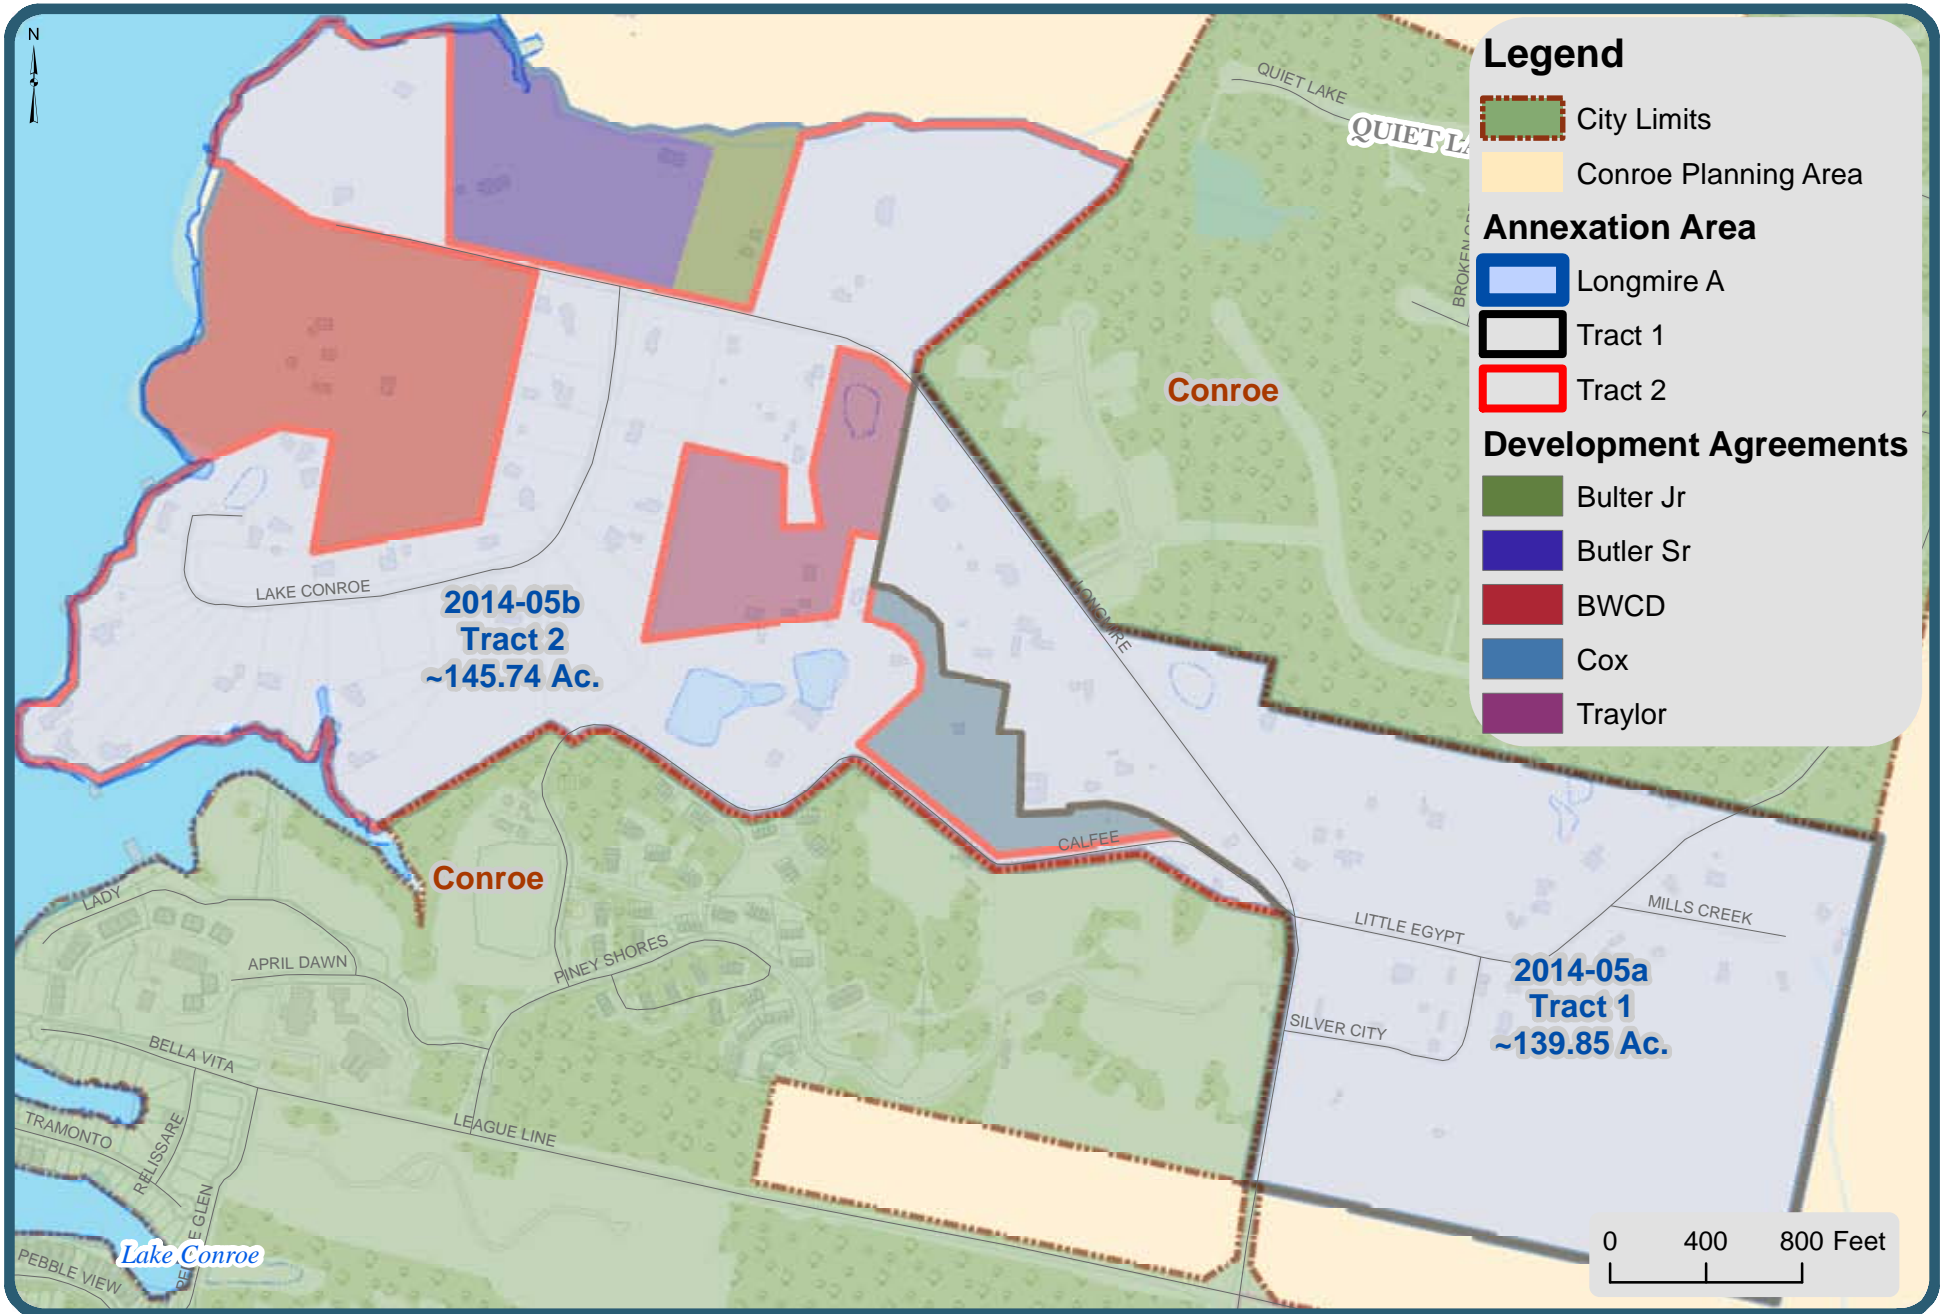 N
Legend
City Limits
Conroe Planning Area
Annexation Area
Longmire A
Tract 1
Tract 2
Development Agreements
Bulter Jr
Butler Sr
BWCD
Cox
Traylor
QUIET LAKE
QUIET LA
Conroe
LAKE CONROE
2014-05b
Tract 2
~145.74 Ac.
LONGMIRE
CALFEE
Conroe
LADY
APRIL DAWN
PINEY SHORES
LITTLE EGYPT
MILLS CREEK
2014-05a
Tract 1
~139.85 Ac.
SILVER CITY
BELLA VITA
LEAGUE LINE
TRAMONTO
RELISSARE
GLEN
Lake Conroe
PEBBLE VIEW
0 400 800 Feet